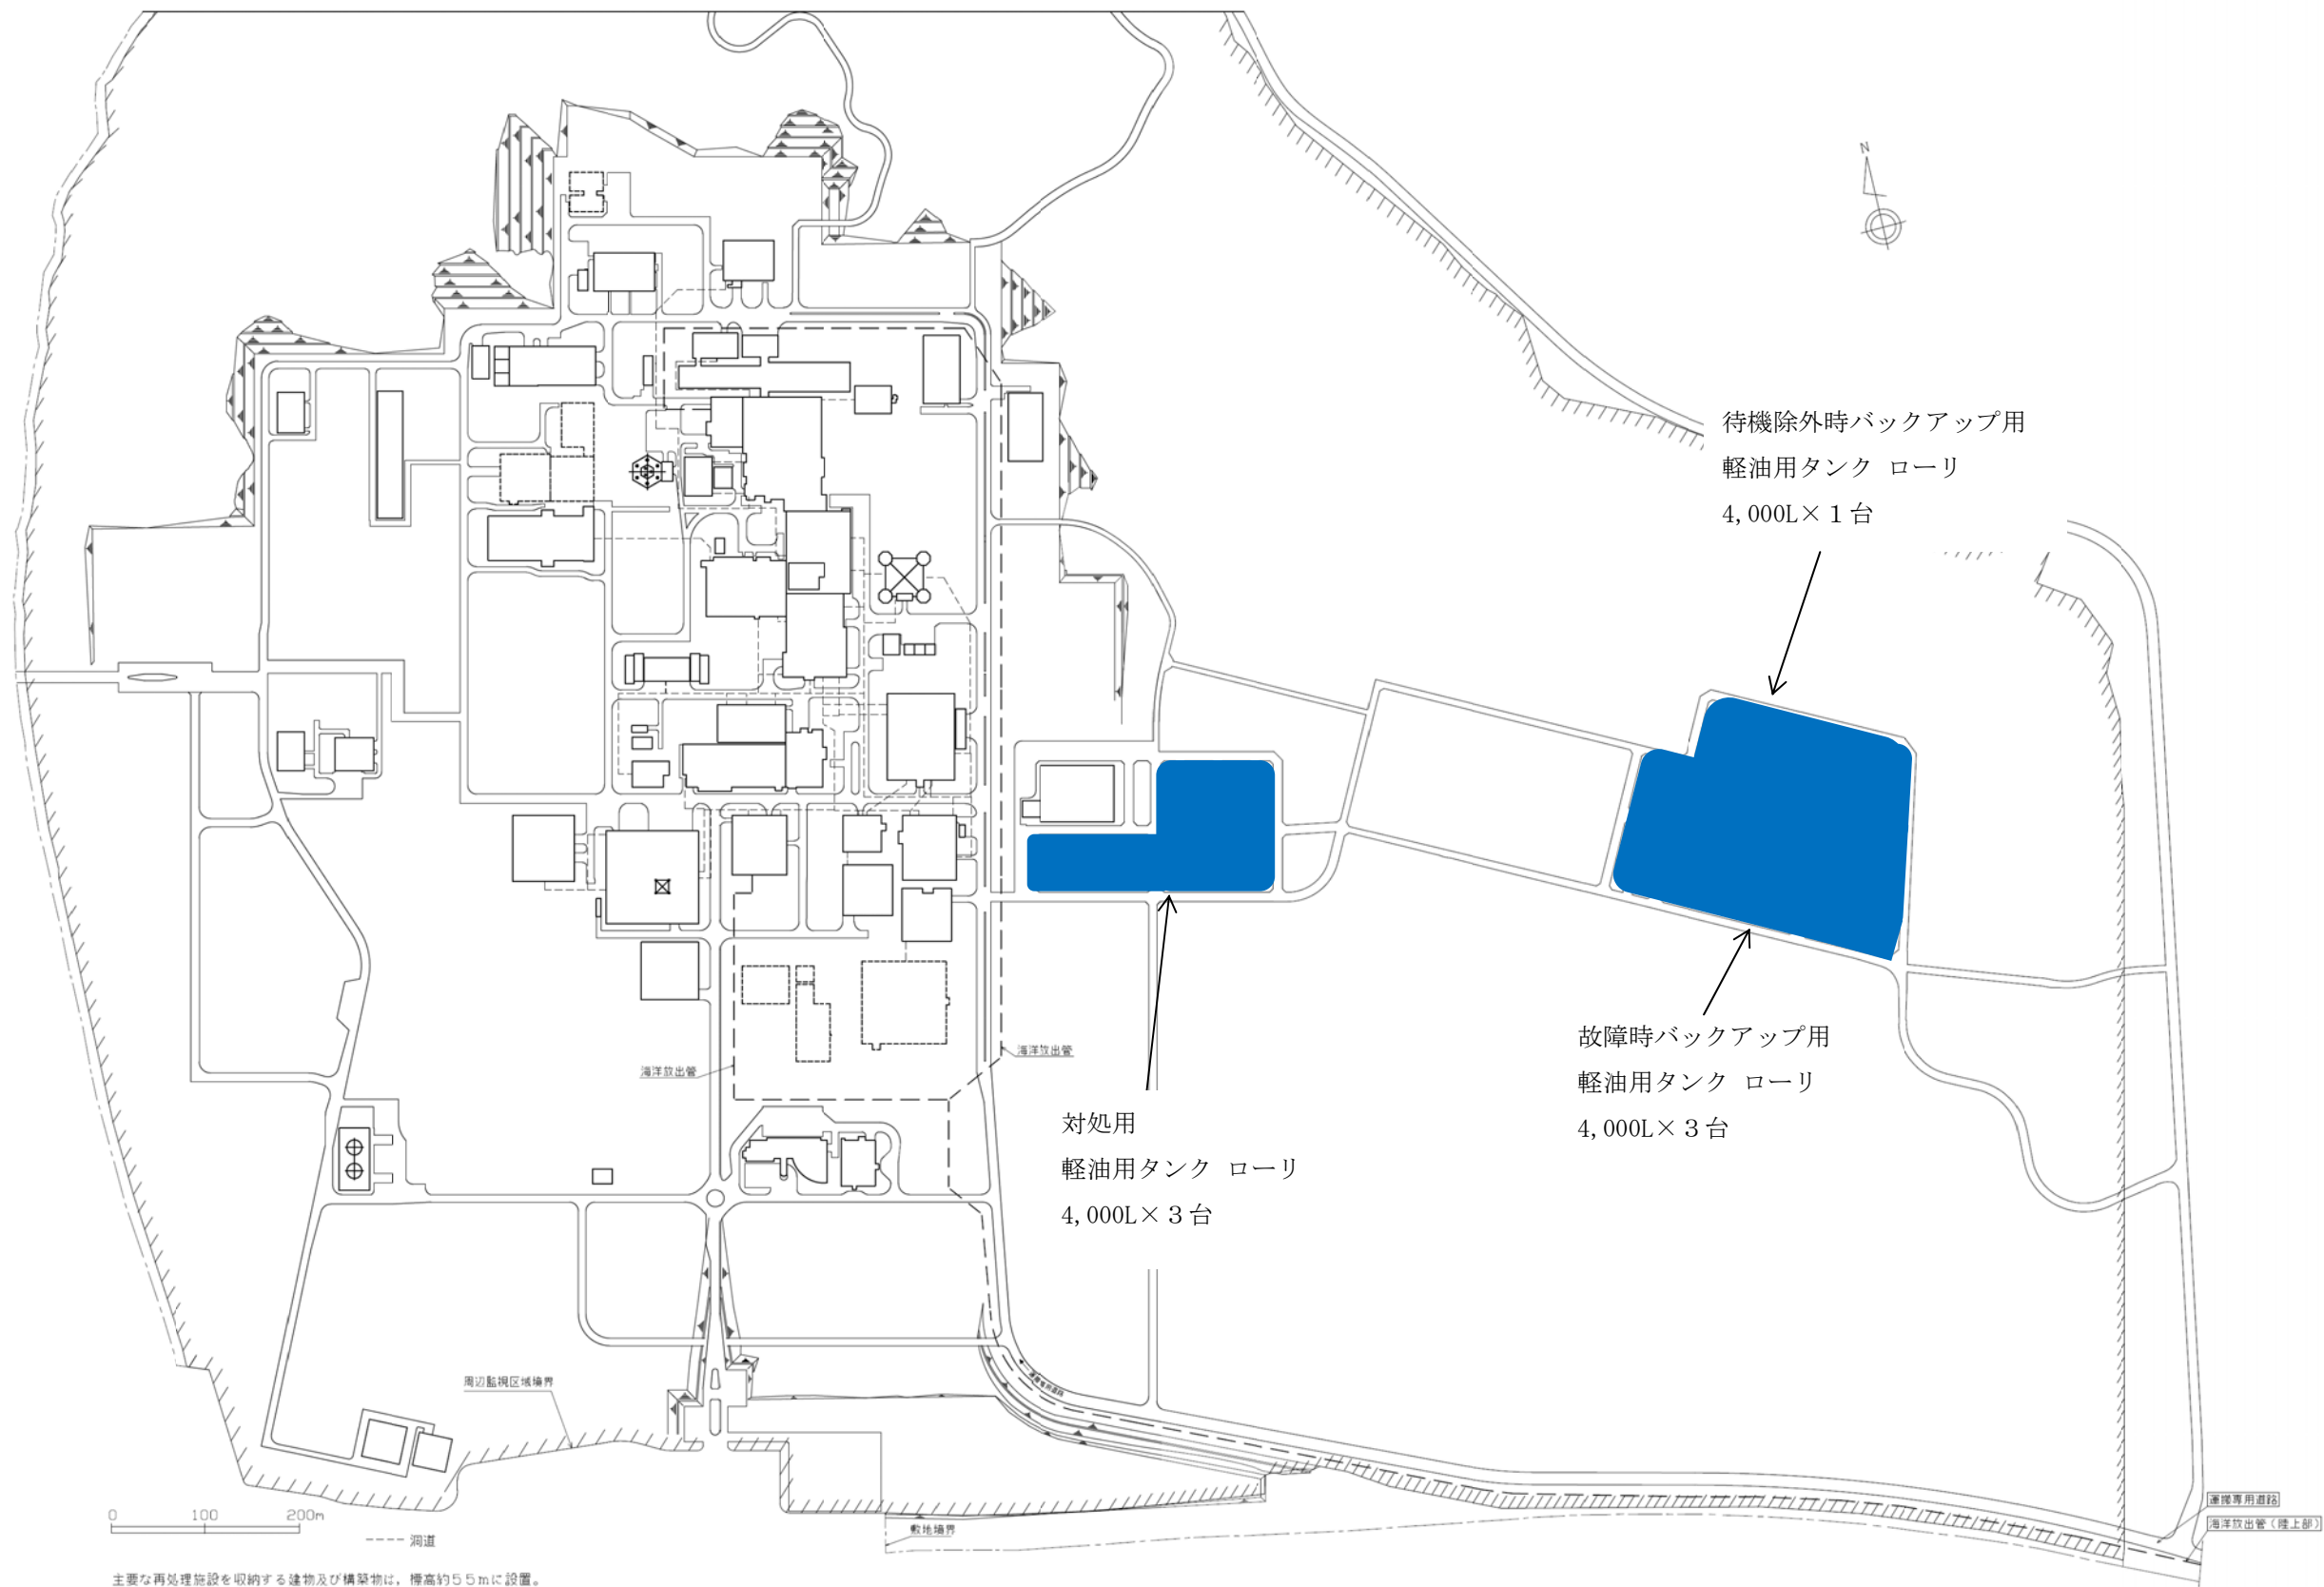 N
待機除外時バックアップ用
軽油用タンク ローリ
4,000L×１台
故障時バックアップ用
軽油用タンク ローリ
4,000L×３台
対処用
軽油用タンク ローリ
4,000L×３台
海洋放出管
海洋放出管
運搬専用道路
周辺監視区域境界
敷地境界
運搬専用道路
海洋放出管（陸上部）
0 100 200m
---- 洞道
主要な再処理施設を収納する建物及び構築物は，標高約５５mに設置。